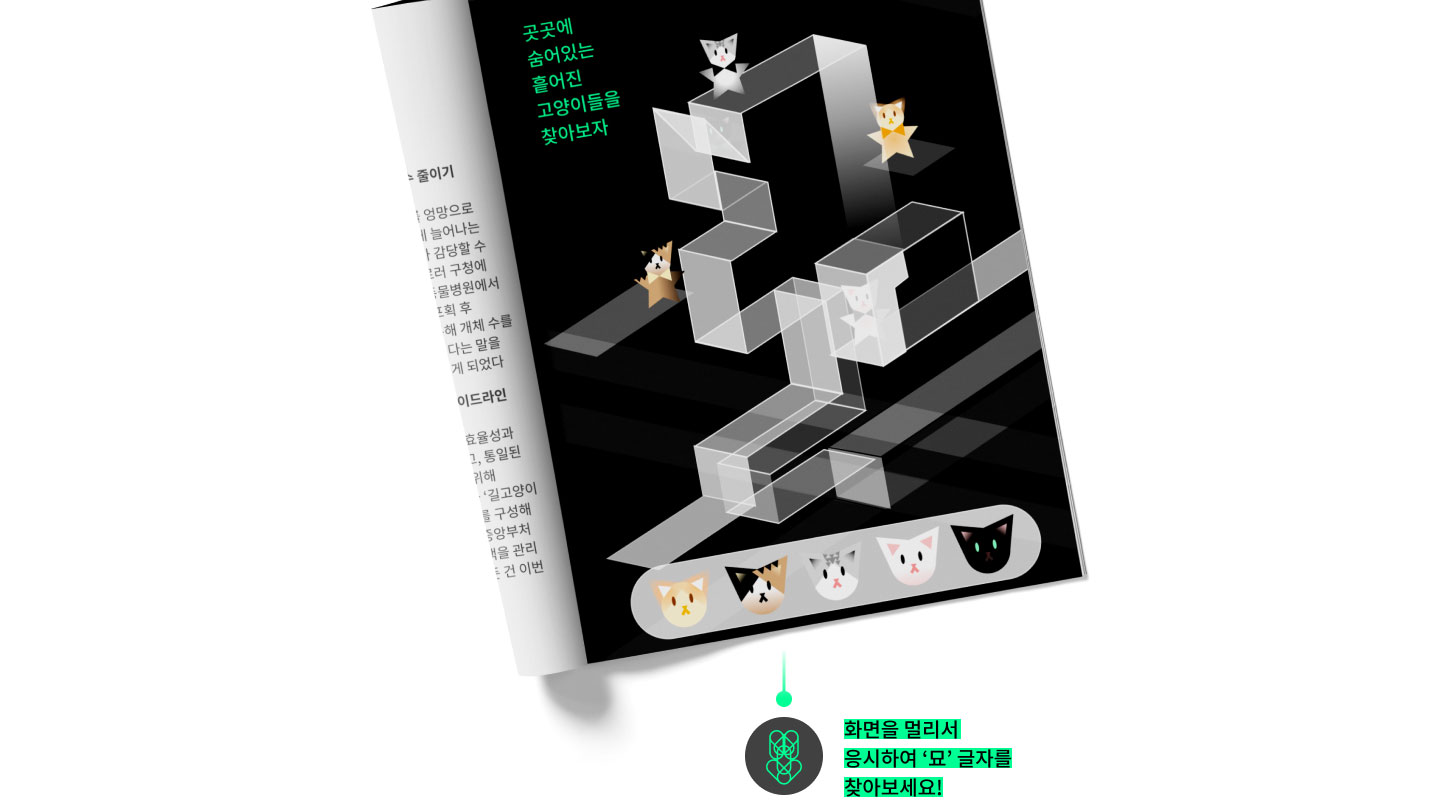 곳곳에
숨어있는
흩어진
고양이들을
찾아보자
줄이기
엉망으로
늘어나는
감당할 수
구청에
동물병원에서
포획 후
개체 수를
다는 말을
게 되었다
이드라인
효율성과
통일된
위해
‘길고양이
를 구성해
중앙부처
관리
건 이번
화면을 멀리서
응시하여 ‘묘’ 글자를
찾아보세요!